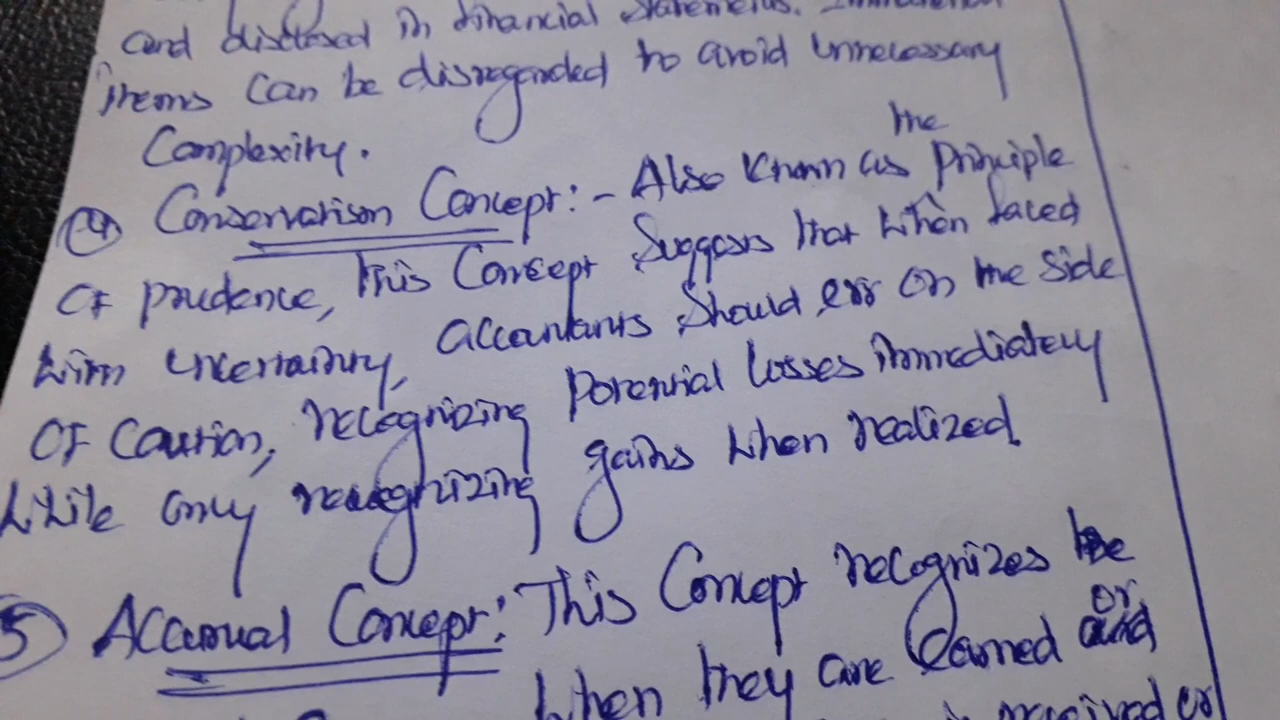 and disclosed in financial statements. Immaterial
items can be disregarded to avoid unnecessary
Complexity.
④ Conservatism Concept:- Also known as the principle
of prudence, this Concept suggests that when faced
with uncertainty, accountants should err on the side
of caution, recognizing potential losses immediately
while only recognizing gains when realized.
5 Accrual Concept: This Concept recognizes
when they are earned or
received or